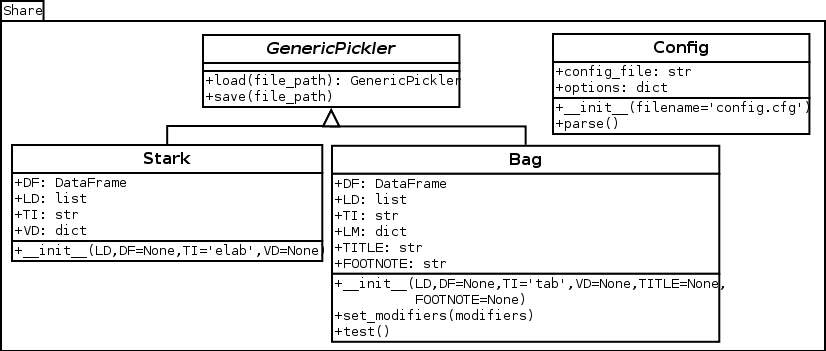 Share
GenericPickler
+load(file_path): GenericPickler
+save(file_path)
Config
+config_file: str
+options: dict
+__init__(filename='config.cfg')
+parse()
Stark
+DF: DataFrame
+LD: list
+TI: str
+VD: dict
+__init__(LD,DF=None,TI='elab',VD=None)
Bag
+DF: DataFrame
+LD: list
+TI: str
+LM: dict
+TITLE: str
+FOOTNOTE: str
+__init__(LD,DF=None,TI='tab',VD=None,TITLE=None,
FOOTNOTE=None)
+set_modifiers(modifiers)
+test()